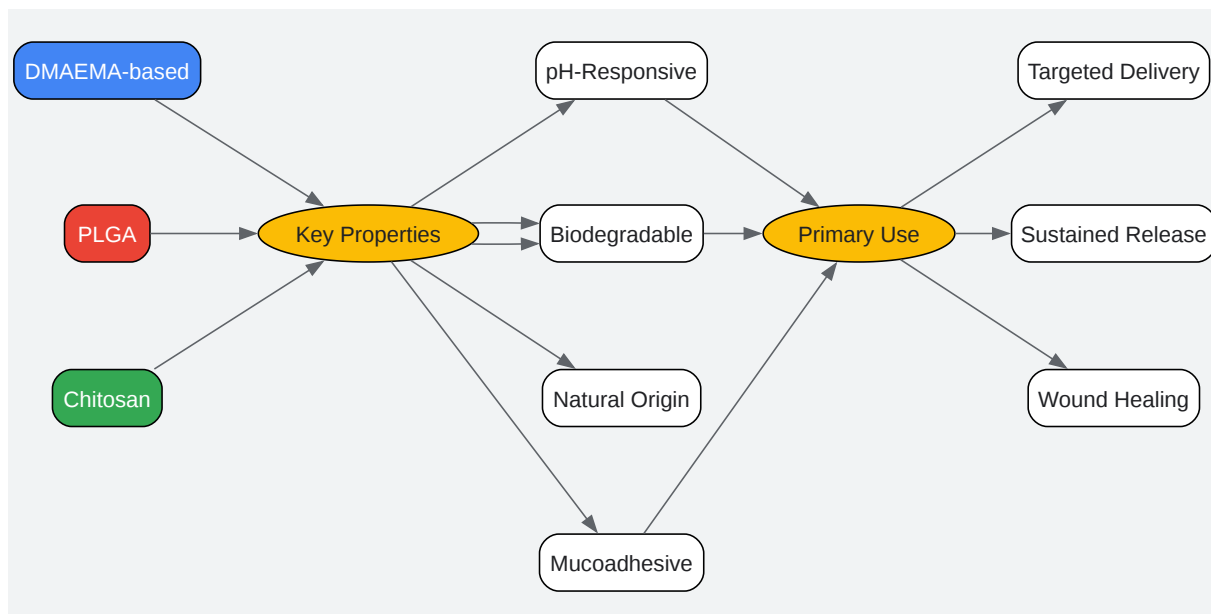 DMAEMA-based
pH-Responsive
Targeted Delivery
PLGA
Key Properties
Biodegradable
Primary Use
Sustained Release
Chitosan
Natural Origin
Wound Healing
Mucoadhesive